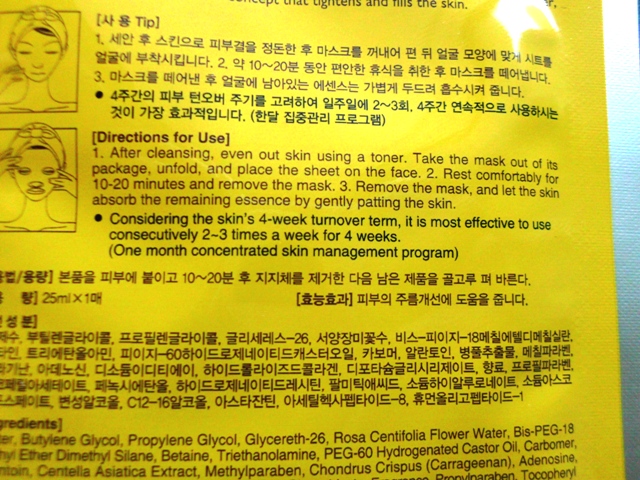 concept that tightens and fills the skin.
[사 용 Tip]
1. 세안 후 스킨으로 피부결을 정돈한 후 마스크를 꺼내어 편 뒤 얼굴 모양에 맞게 시트를
얼굴에 부착시킵니다. 2. 약 10~20분 동안 편안한 휴식을 취한 후 마스크를 떼어냅니다.
3. 마스크를 떼어낸 후 얼굴에 남아있는 에센스는 가볍게 두드려 흡수시켜 줍니다.
● 4주간의 피부 턴오버 주기를 고려하여 일주일에 2~3회, 4주간 연속적으로 사용하시는
것이 가장 효과적입니다. (한달 집중관리 프로그램)
[Directions for Use]
1. After cleansing, even out skin using a toner. Take the mask out of its
package, unfold, and place the sheet on the face. 2. Rest comfortably for
10-20 minutes and remove the mask. 3. Remove the mask, and let the skin
absorb the remaining essence by gently patting the skin.
● Considering the skin's 4-week turnover term, it is most effective to use
consecutively 2~3 times a week for 4 weeks.
(One month concentrated skin management program)
용법/용량] 본품을 피부에 붙이고 10~20분 후 지지체를 제거한 다음 남은 제품을 골고루 펴 바른다.
량] 25ml×1매 [효능효과] 피부의 주름개선에 도움을 줍니다.
성 분]
부틸렌글라이콜, 프로필렌글라이콜, 글리세레스-26, 서양장미꽃수, 비스-피이지-18메칠에텔디메칠실란,
트리에탄올아민, 피이지-60하이드로제네이티드캐스터오일, 카보머, 알란토인, 병풀추출물, 메칠파라벤,
아데노신, 디소듐이디티에이, 하이드롤라이즈드콜라겐, 디포타슘글리시리제이트, 향료, 프로필파라벤,
페녹시에탄올, 하이드로제네이티드레시틴, 팔미틱애씨드, 소듐하이알루로네이트, 소듐아스코
변성알코올, C12-16알코올, 아스타잔틴, 아세틸헥사펩타이드-8, 휴먼올리고펩타이드-1
gredients]
Butylene Glycol, Propylene Glycol, Glycereth-26, Rosa Centifolia Flower Water, Bis-PEG-18
hyl Ether Dimethyl Silane, Betaine, Triethanolamine, PEG-60 Hydrogenated Castor Oil, Carbomer,
ntoin, Centella Asiatica Extract, Methylparaben, Chondrus Crispus (Carrageenan), Adenosine,
Propylparaben, Tocopheryl